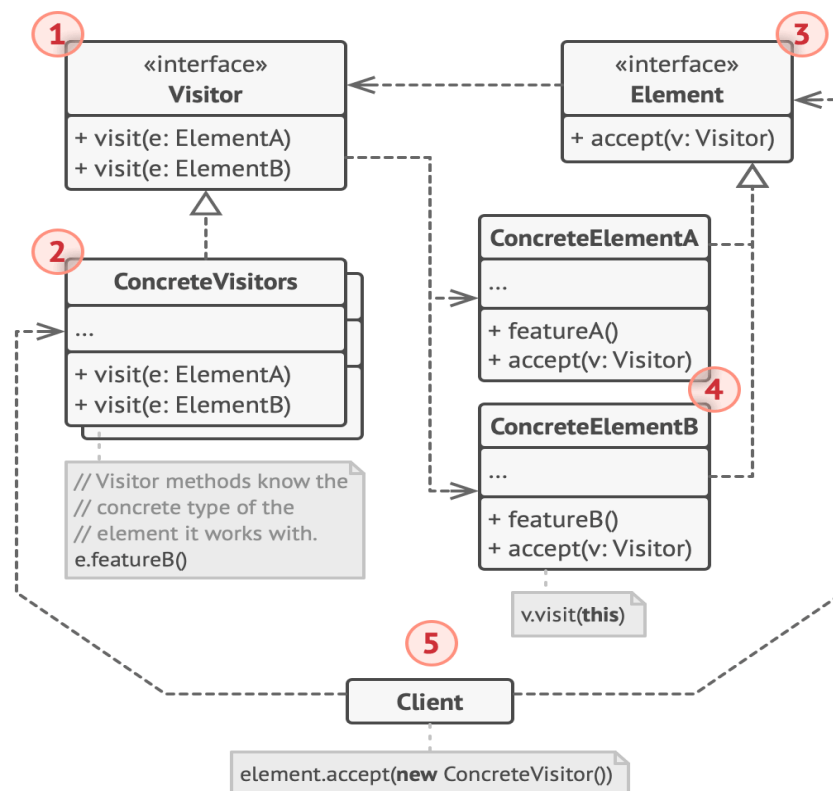 1
«interface»
Visitor
+ visit(e: ElementA)
+ visit(e: ElementB)
3
«interface»
Element
+ accept(v: Visitor)
2
ConcreteVisitors
...
+ visit(e: ElementA)
+ visit(e: ElementB)
// Visitor methods know the
// concrete type of the
// element it works with.
e.featureB()
ConcreteElementA
...
+ featureA()
+ accept(v: Visitor)
4
ConcreteElementB
...
+ featureB()
+ accept(v: Visitor)
v.visit(this)
5
Client
element.accept(new ConcreteVisitor())